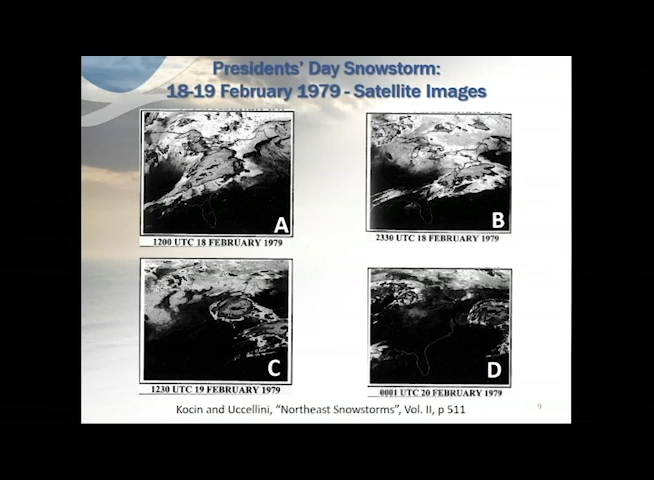 Presidents' Day Snowstorm:
18-19 February 1979 - Satellite Images
A
1200 UTC 18 FEBRUARY 1979
B
2330 UTC 18 FEBRUARY 1979
C
1230 UTC 19 FEBRUARY 1979
D
0001 UTC 20 FEBRUARY 1979
Kocin and Uccellini, "Northeast Snowstorms", Vol. II, p 511
9